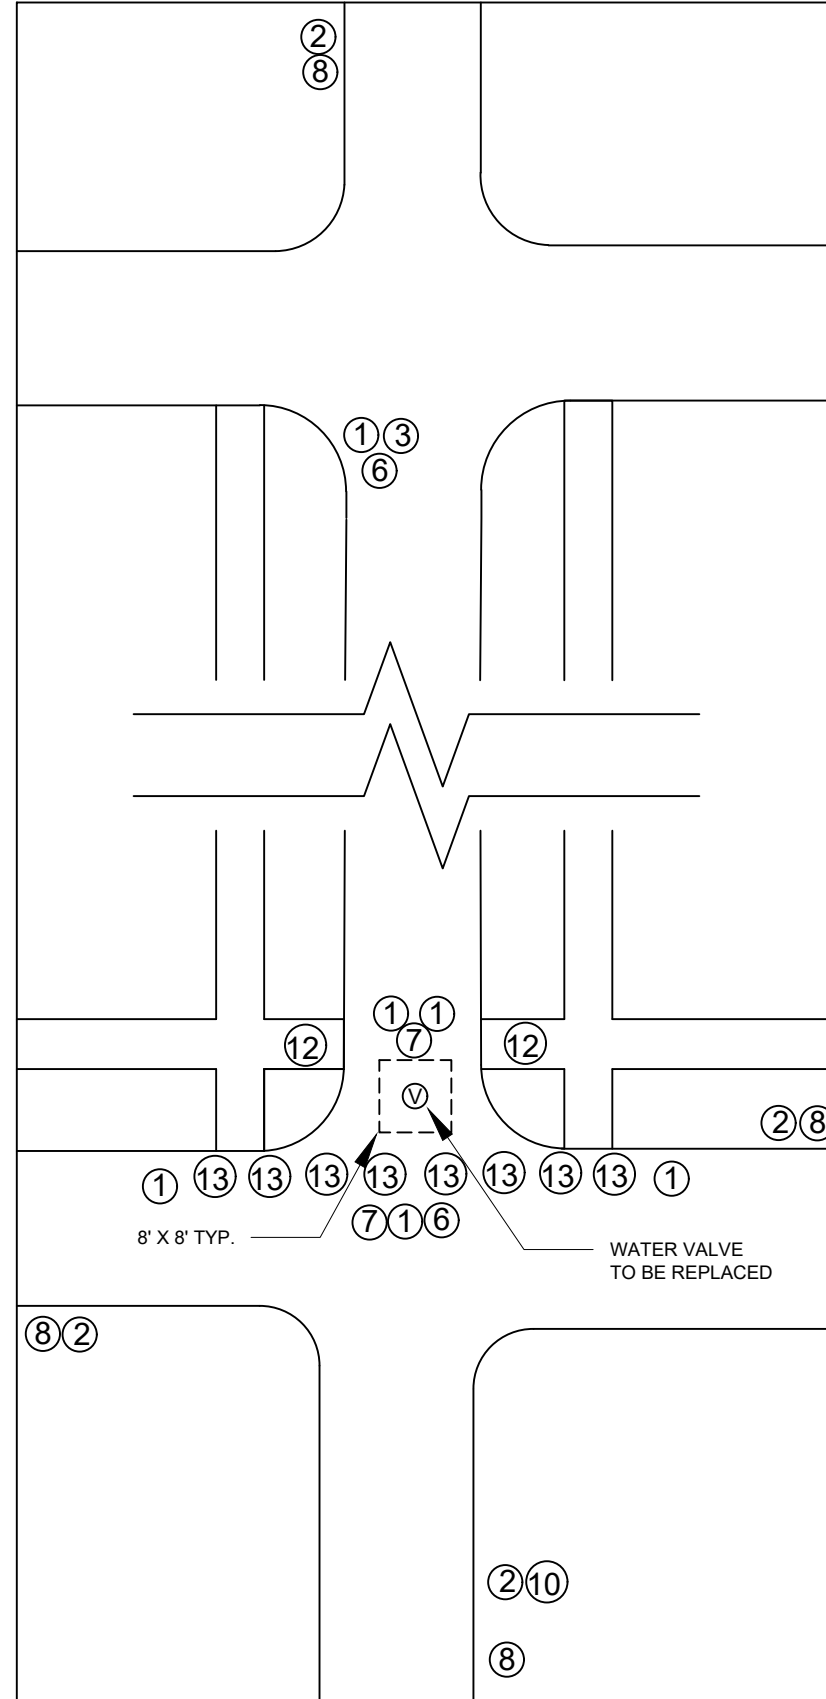 2
8
1 3
6
1 1
7
12 12
V
2 8
1 13 13 13 13 13 13 13 13 1
7 1 6
8' X 8' TYP.
WATER VALVE
TO BE REPLACED
8 2
2 10
8